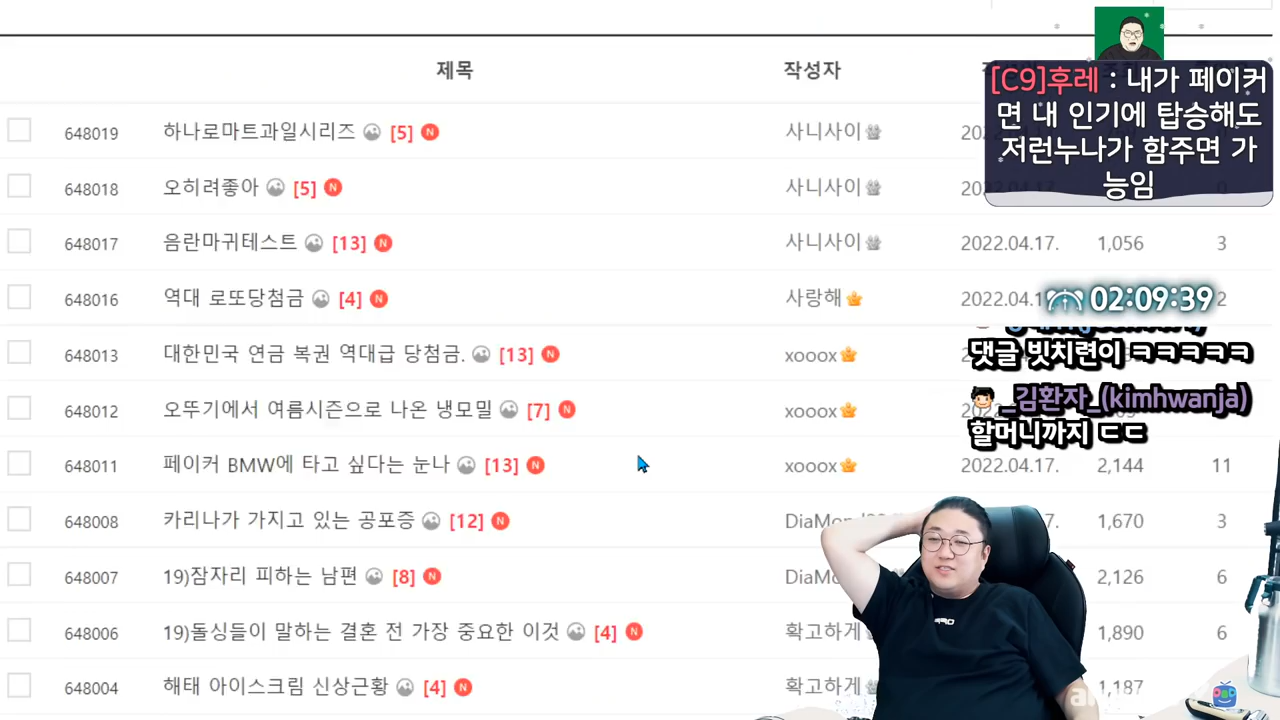 제목 작성자
[C9]후레 : 내가 페이커
면 내 인기에 탑승해도
저런누나가 함주면 가
능임
648019 하나로마트과일시리즈 [5] N 사니사이
648018 오히려좋아 [5] N 사니사이
648017 음란마귀테스트 [13] N 사니사이 2022.04.17. 1,056 3
648016 역대 로또당첨금 [4] N 사랑해 2
02:09:39
648013 대한민국 연금 복권 역대급 당첨금. [13] N xooox
댓글 빗치련이 ㅋㅋㅋㅋㅋ
_김환자_(kimhwanja)
할머니까지 ㄷㄷ
648012 오뚜기에서 여름시즌으로 나온 냉모밀 [7] N xooox
648011 페이커 BMW에 타고 싶다는 눈나 [13] N xooox 2022.04.17. 2,144 11
648008 카리나가 가지고 있는 공포증 [12] N 1,670 3
648007 19)잠자리 피하는 남편 [8] N 2,126 6
648006 19)돌싱들이 말하는 결혼 전 가장 중요한 이것 [4] N 확고하게 1,890 6
648004 해태 아이스크림 신상근황 [4] N 확고하게 1,187